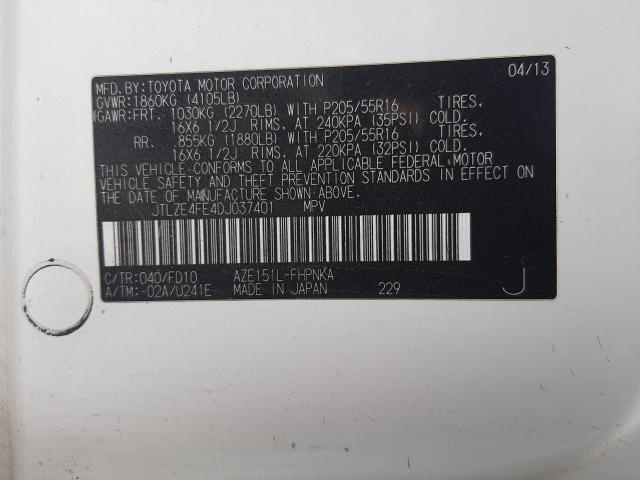 MFD.BY:TOYOTA MOTOR CORPORATION 04/13
GVWR:1860KG (4105LB)
GAWR:FRT. 1030KG (2270LB) WITH P205/55R16 TIRES,
16X6 1/2J RIMS, AT 240KPA (35PSI) COLD.
RR. 855KG (1880LB) WITH P205/55R16 TIRES,
16X6 1/2J RIMS, AT 220KPA (32PSI) COLD.
THIS VEHICLE CONFORMS TO ALL APPLICABLE FEDERAL MOTOR
VEHICLE SAFETY AND THEFT PREVENTION STANDARDS IN EFFECT ON
THE DATE OF MANUFACTURE SHOWN ABOVE.
JTLZE4FE4DJ037401 MPV
C/TR:040/FD10 AZE151L-FHPNKA
A/TM:-02A/U241E MADE IN JAPAN 229 J